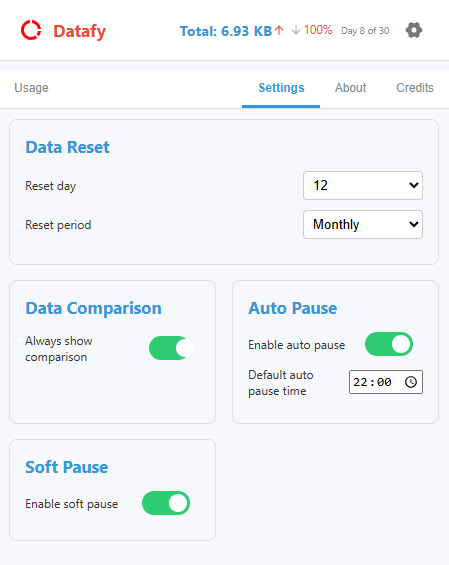 Datafy
Total: 6.93 KB↑ ↓100% Day 8 of 30
Usage Settings About Credits
Data Reset
Reset day 12
Reset period Monthly
Data Comparison
Always show
comparison
Auto Pause
Enable auto pause
Default auto
pause time
22:00
Soft Pause
Enable soft pause